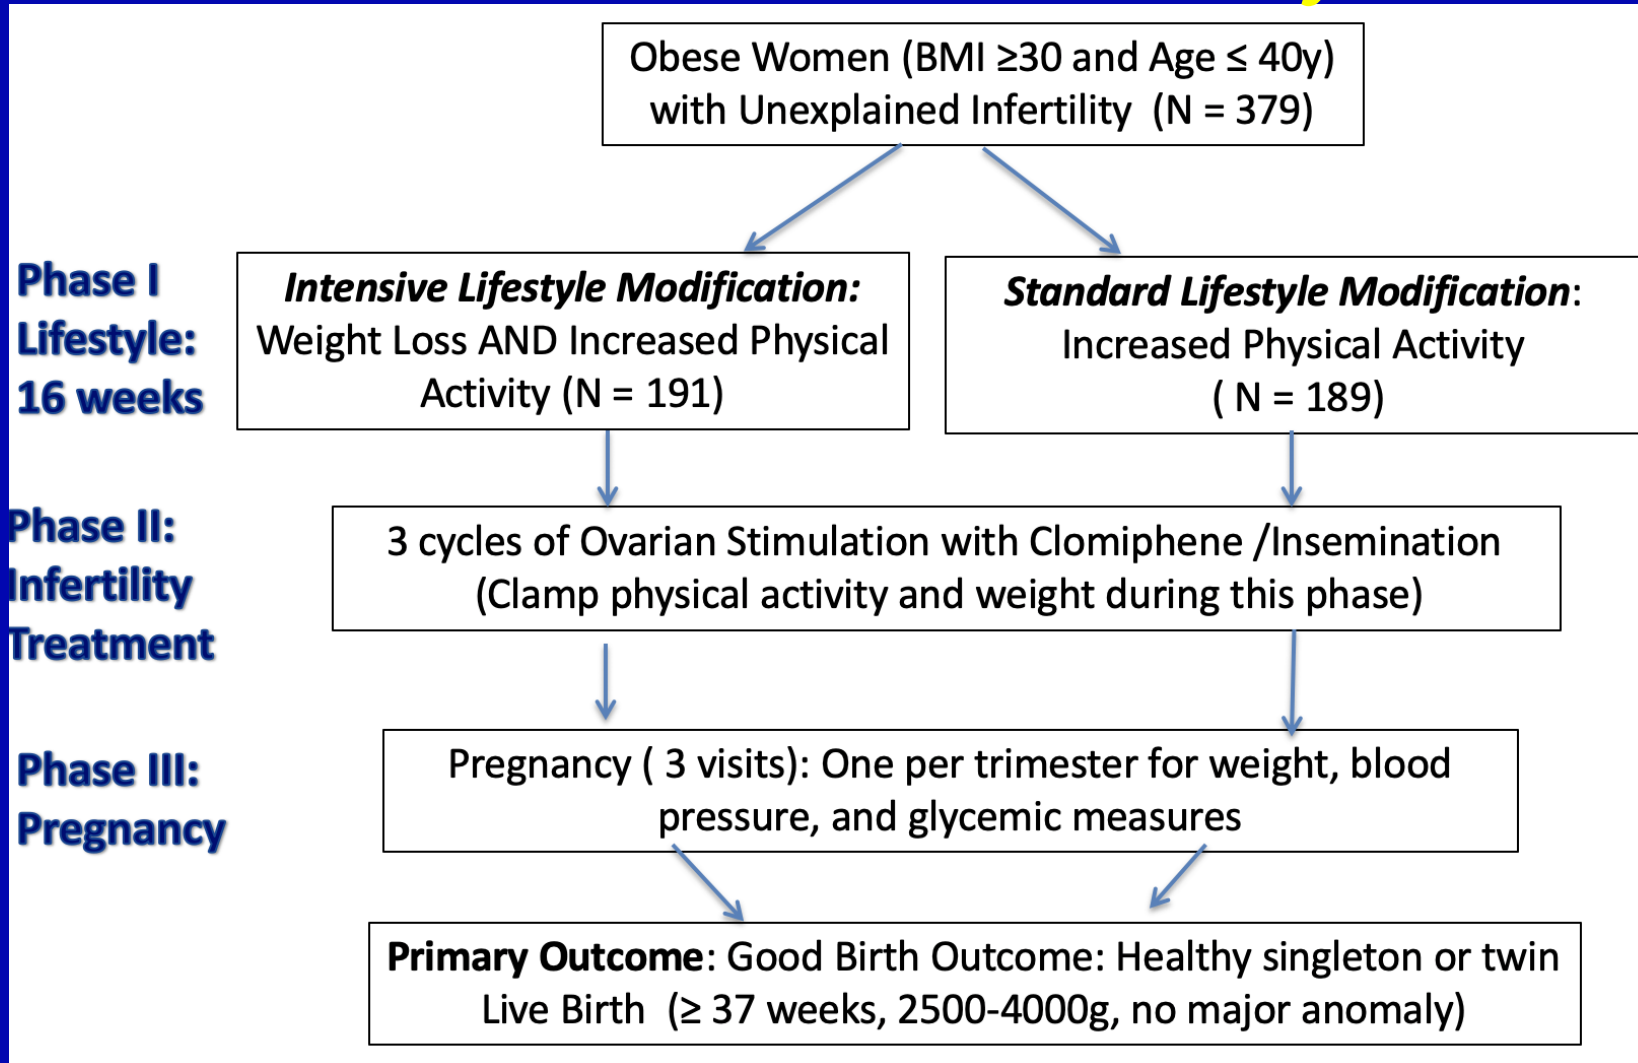 Obese Women (BMI ≥30 and Age ≤ 40y)
with Unexplained Infertility (N = 379)
Phase I
Lifestyle:
16 weeks
Intensive Lifestyle Modification:
Weight Loss AND Increased Physical
Activity (N = 191)
Standard Lifestyle Modification:
Increased Physical Activity
( N = 189)
Phase II:
Infertility
Treatment
3 cycles of Ovarian Stimulation with Clomiphene /Insemination
(Clamp physical activity and weight during this phase)
Phase III:
Pregnancy
Pregnancy ( 3 visits): One per trimester for weight, blood
pressure, and glycemic measures
Primary Outcome: Good Birth Outcome: Healthy singleton or twin
Live Birth (≥ 37 weeks, 2500-4000g, no major anomaly)